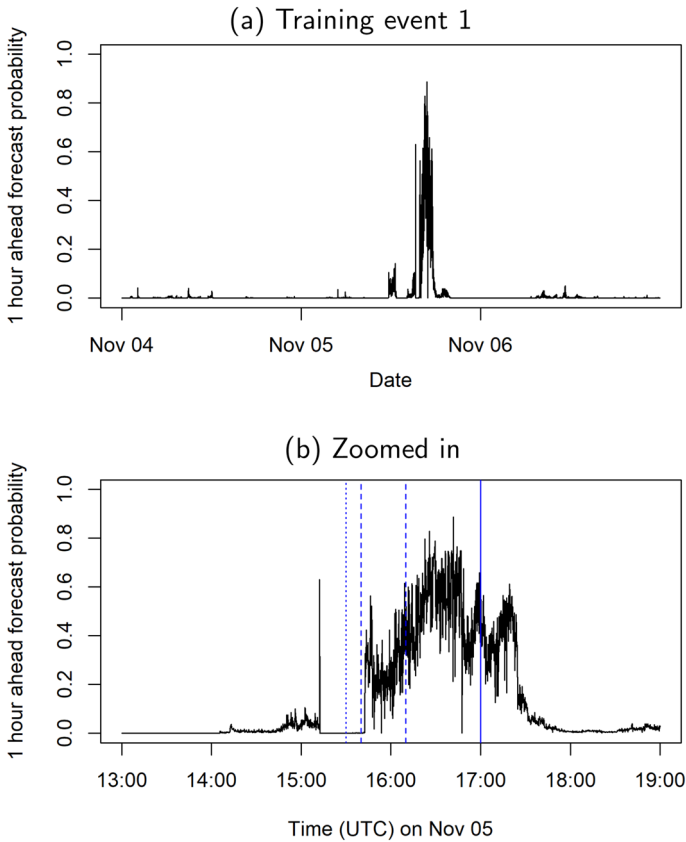 (a) Training event 1
1 hour ahead forecast probability
1.0
0.8
0.6
0.4
0.2
0.0
Nov 04 Nov 05 Nov 06
Date
(b) Zoomed in
1 hour ahead forecast probability
1.0
0.8
0.6
0.4
0.2
0.0
13:00 14:00 15:00 16:00 17:00 18:00 19:00
Time (UTC) on Nov 05